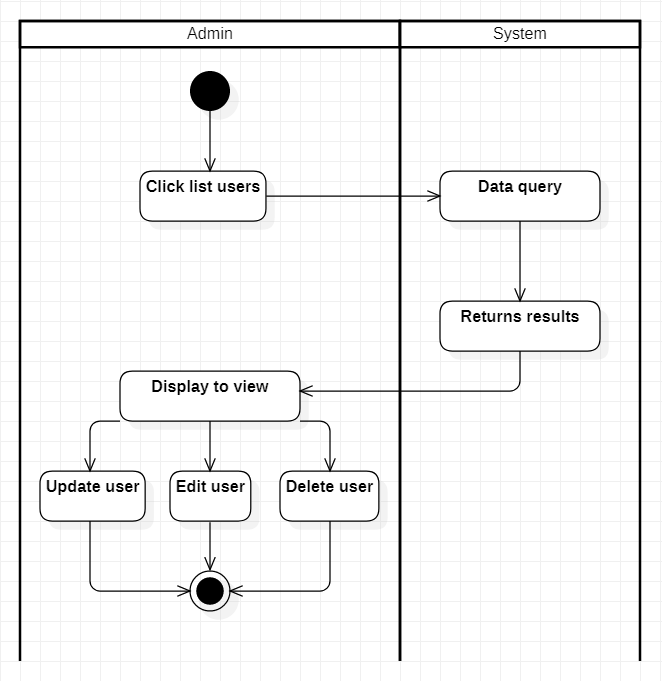 Admin
System
Click list users
Data query
Returns results
Display to view
Update user
Edit user
Delete user